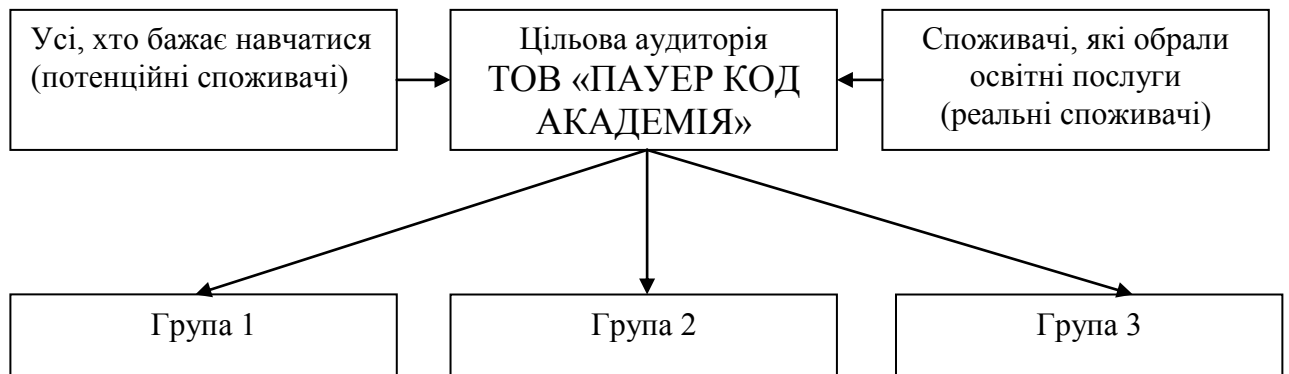 Усі, хто бажає навчатися
(потенційні споживачі)
Цільова аудиторія
ТОВ «ПАУЕР КОД
АКАДЕМІЯ»
Споживачі, які обрали
освітні послуги
(реальні споживачі)
Група 1
Група 2
Група 3